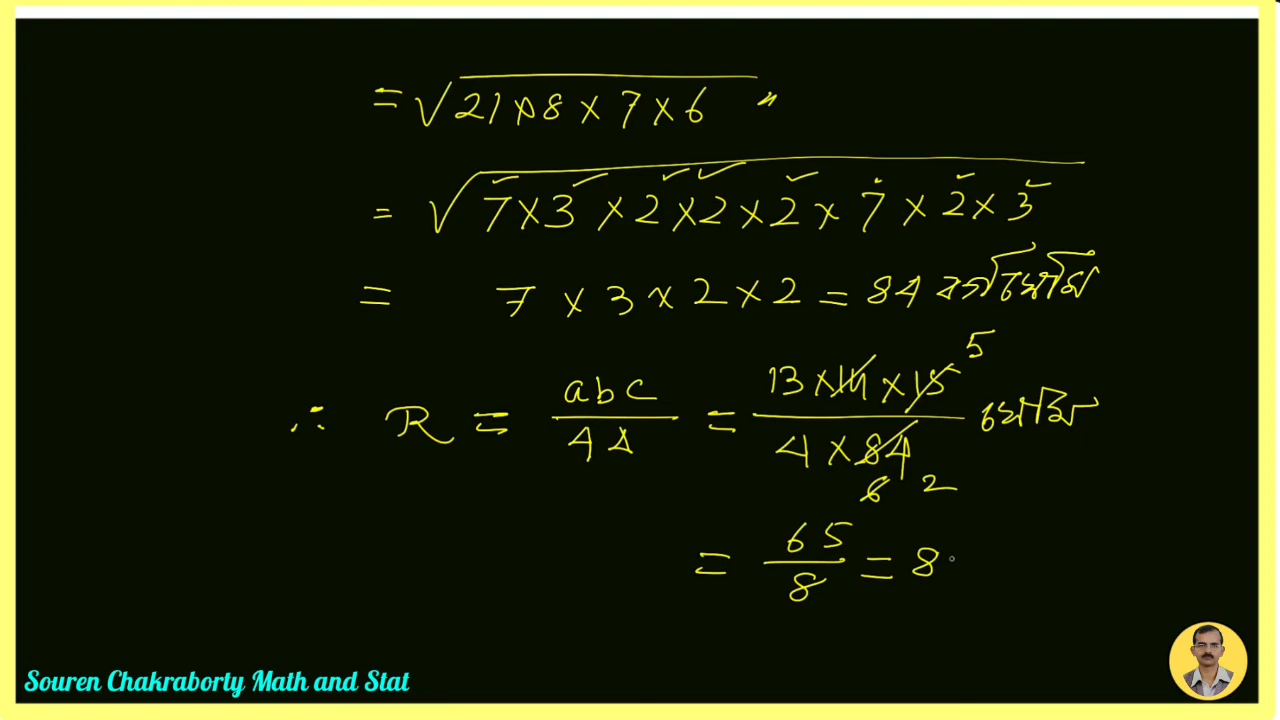 = √21×8×7×6
= √7×3×2×2×2×7×2×3
= 7×3×2×2 = 84 বর্গসেমি
∴ R = abc/4Δ = 13×14×15/4×84 সেমি
5
6 2
= 65/8 = 8.
Souren Chakraborty Math and Stat